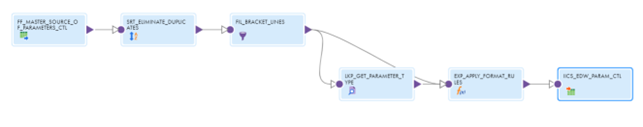 FF_MASTER_SOURCE_O
F_PARAMETERS_CTL
SRT_ELIMINATE_DUPLIC
ATES
FIL_BRACKET_LINES
LKP_GET_PARAMETER_T
YPE
EXP_APPLY_FORMAT_RU
LES
IICS_EDW_PARAM_CTL